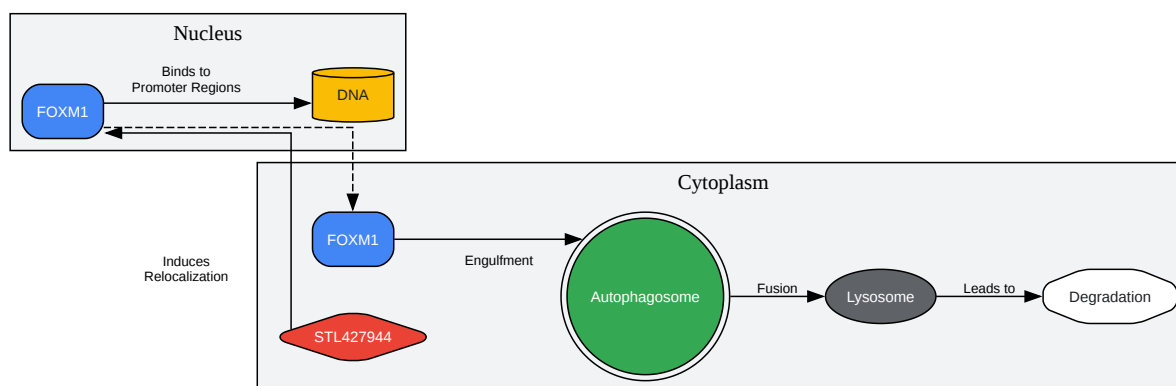 Nucleus
Binds to
Promoter Regions
FOXM1
DNA
Cytoplasm
FOXM1
Engulfment
Induces
Relocalization
Autophagosome
Fusion
Lysosome
Leads to
Degradation
STL427944